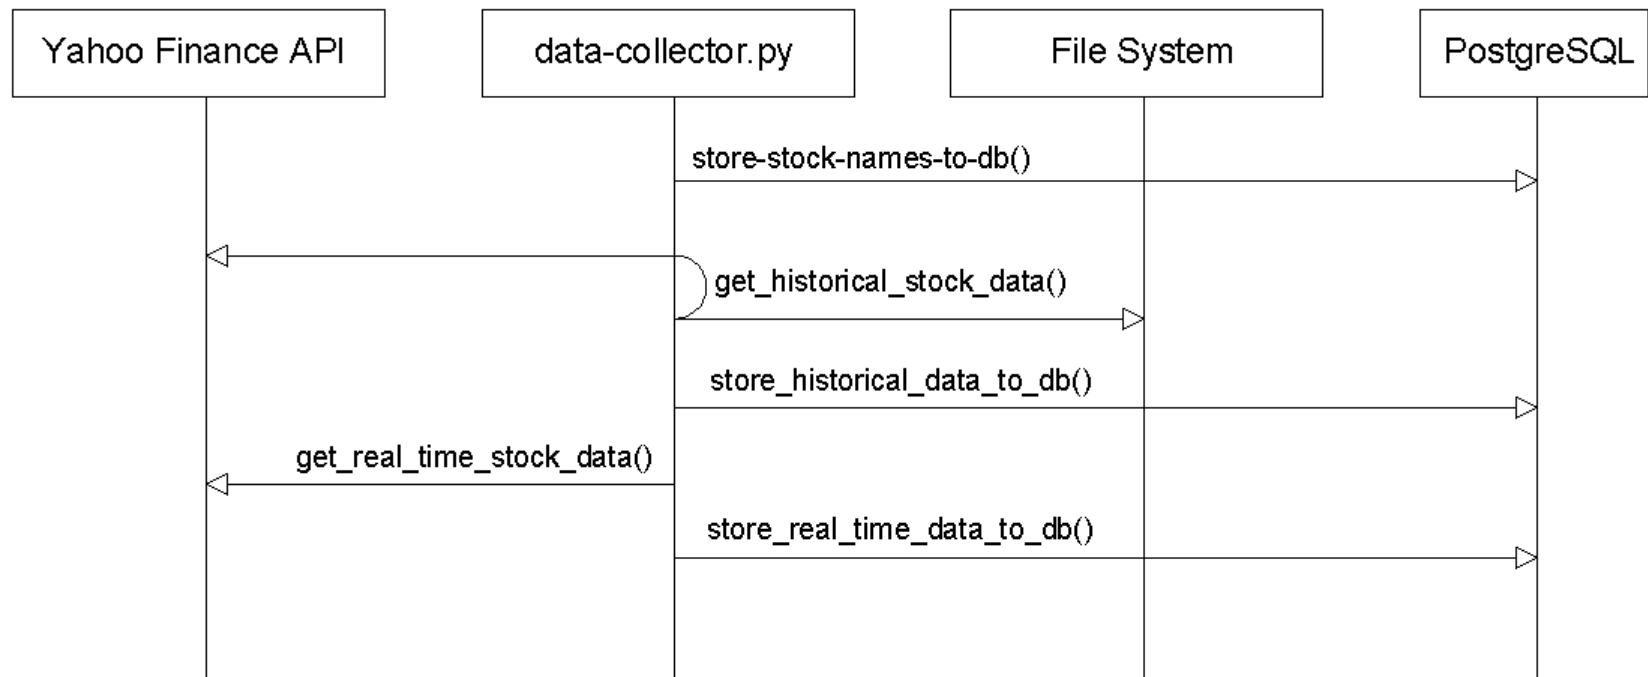 Yahoo Finance API
data-collector.py
File System
PostgreSQL
store-stock-names-to-db()
get_historical_stock_data()
store_historical_data_to_db()
get_real_time_stock_data()
store_real_time_data_to_db()